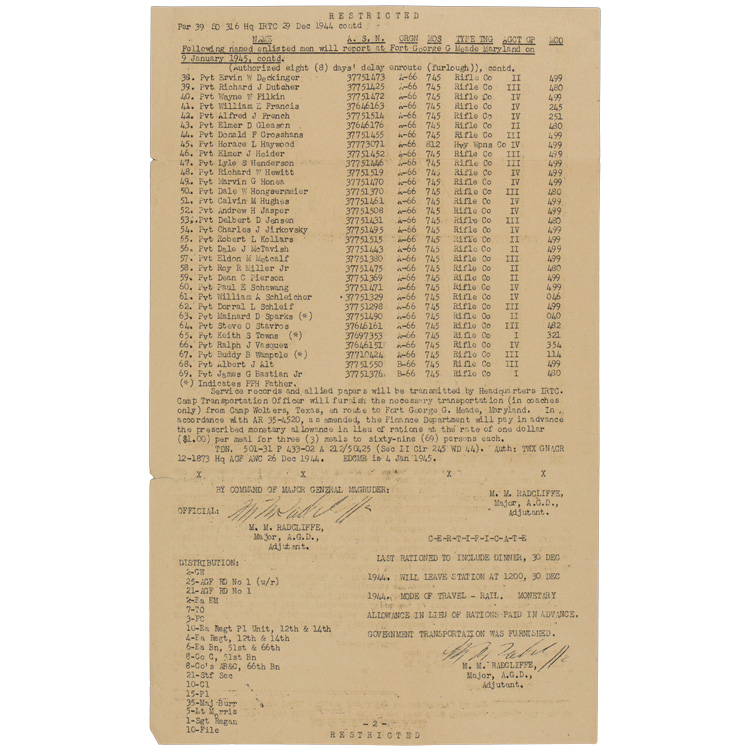 RESTRICTED
Par 39 SO 316 Hq IRTC 29 Dec 1944 contd
NAME A. S. N. ORGN MOS TYPE TNG AGCT GP MCO
Following named enlisted men will report at Fort George G Meade Maryland on
9 January 1945, contd.
(Authorized eight (8) days' delay enroute (furlough)), contd.
38. Pvt Ervin W Deckinger 37751473 A-66 745 Rifle Co II 499
39. Pvt Richard J Dutcher 37751425 A-66 745 Rifle Co III 480
40. Pvt Wayne W Filkin 37751472 A-66 745 Rifle Co IV 499
41. Pvt William E Francis 37646163 A-66 745 Rifle Co IV 245
42. Pvt Alfred J French 37751514 A-66 745 Rifle Co IV 251
43. Pvt Elmer D Gleason 37646176 A-66 745 Rifle Co II 480
44. Pvt Donald F Grosshans 37751455 A-66 745 Rifle Co III 499
45. Pvt Horace L Haywood 37773071 A-66 812 Hvy Wpns Co IV 499
46. Pvt Elmer J Heider 37751452 A-66 745 Rifle Co III 499
47. Pvt Lyle S Henderson 37751446 A-66 745 Rifle Co III 499
48. Pvt Richard W Hewitt 37751519 A-66 745 Rifle Co IV 499
49. Pvt Marvin G Honea 37751470 A-66 745 Rifle Co IV 499
50. Pvt Dale W Hongsermeier 37751370 A-66 745 Rifle Co III 480
51. Pvt Calvin M Hughes 37751461 A-66 745 Rifle Co IV 499
52. Pvt Andrew H Jasper 37751508 A-66 745 Rifle Co IV 499
53. Pvt Delbert D Jensen 37751431 A-66 745 Rifle Co III 480
54. Pvt Charles J Jirkovsky 37751495 A-66 745 Rifle Co IV 499
55. Pvt Robert L Kollars 37751515 A-66 745 Rifle Co II 499
56. Pvt Dale J McTavish 37751443 A-66 745 Rifle Co II 499
57. Pvt Eldon M Metcalf 37751380 A-66 745 Rifle Co III 499
58. Pvt Roy R Miller Jr 37751475 A-66 745 Rifle Co II 480
59. Pvt Dean C Pierson 37751369 A-66 745 Rifle Co II 499
60. Pvt Paul E Schawang 37751471 A-66 745 Rifle Co IV 499
61. Pvt William A Schleicher 37751329 A-66 745 Rifle Co IV 046
62. Pvt Dorral L Schleif 37751298 A-66 745 Rifle Co III 499
63. Pvt Mainard D Sparks (*) 37751490 A-66 745 Rifle Co II 040
64. Pvt Steve O Stavros 37646161 A-66 745 Rifle Co III 482
65. Pvt Keith S Towns (*) 37697353 A-66 745 Rifle Co I 321
66. Pvt Ralph J Vasquez 37646151 A-66 745 Rifle Co IV 354
67. Pvt Buddy B Wampole (*) 37710424 A-66 745 Rifle Co III 114
68. Pvt Albert J Alt 37751550 B-66 745 Rifle Co III 499
69. Pvt James G Bastian Jr 37751376 B-66 745 Rifle Co I 480
(*) Indicates PPH Father.
Service records and allied papers will be transmitted by Headquarters IRTC.
Camp Transportation Officer will furnish the necessary transportation (in coaches
only) from Camp Wolters, Texas, en route to Fort George G. Meade, Maryland. In
accordance with AR 35-4520, as amended, the Finance Department will pay in advance
the prescribed monetary allowance in lieu of rations at the rate of one dollar
($1.00) per meal for three (3) meals to sixty-nine (69) persons each.
TDN. 501-31 P 433-02 A 212/50425 (Sec II Cir 245 WD 44). Auth: TWX GNACR
12-1873 Hq AGF AWC 26 Dec 1944. EDCMR is 4 Jan 1945.
X X X X X
BY COMMAND OF MAJOR GENERAL MAGRUDER:
M. M. RADCLIFFE,
Major, A.G.D.,
Adjutant.
OFFICIAL:
M. M. RADCLIFFE,
Major, A.G.D.,
Adjutant.
C-E-R-T-I-F-I-C-A-T-E
LAST RATIONED TO INCLUDE DINNER, 30 DEC
1944. WILL LEAVE STATION AT 1200, 30 DEC
1944. MODE OF TRAVEL - RAIL. MONETARY
ALLOWANCE IN LIEU OF RATIONS PAID IN ADVANCE.
GOVERNMENT TRANSPORTATION WAS FURNISHED.
M. M. RADCLIFFE,
Major, A.G.D.,
Adjutant.
DISTRIBUTION:
2-CW
25-AGF RD No 1 (w/r)
21-AGF RD No 1
2-Ea EM
7-TO
3-FC
10-Ea Regt Pl Unit, 12th & 14th
4-Ea Regt, 12th & 14th
6-Ea Bn, 51st & 66th
8-Co C, 51st Bn
8-Co's A&B&C, 66th Bn
21-Stf Sec
10-Cl
15-Pl
35-Maj Burr
5-Lt Morris
1-Sgt Regan
10-File
-2-
RESTRICTED